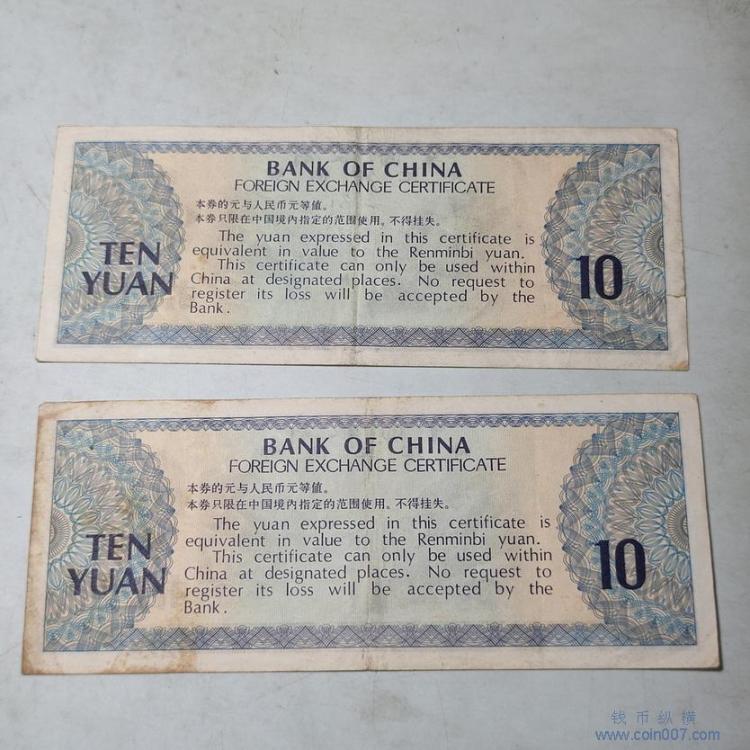 BANK OF CHINA
FOREIGN EXCHANGE CERTIFICATE
本券的元与人民币元等值。
本券只限在中国境内指定的范围使用,不得挂失。
The yuan expressed in this certificate is
equivalent in value to the Renminbi yuan.
This certificate can only be used within
China at designated places. No request to
register its loss will be accepted by the
Bank.
TEN
YUAN
10
BANK OF CHINA
FOREIGN EXCHANGE CERTIFICATE
本券的元与人民币元等值。
本券只限在中国境内指定的范围使用,不得挂失。
The yuan expressed in this certificate is
equivalent in value to the Renminbi yuan.
This certificate can only be used within
China at designated places. No request to
register its loss will be accepted by the
Bank.
TEN
YUAN
10
钱币纵横
www.coin007.com